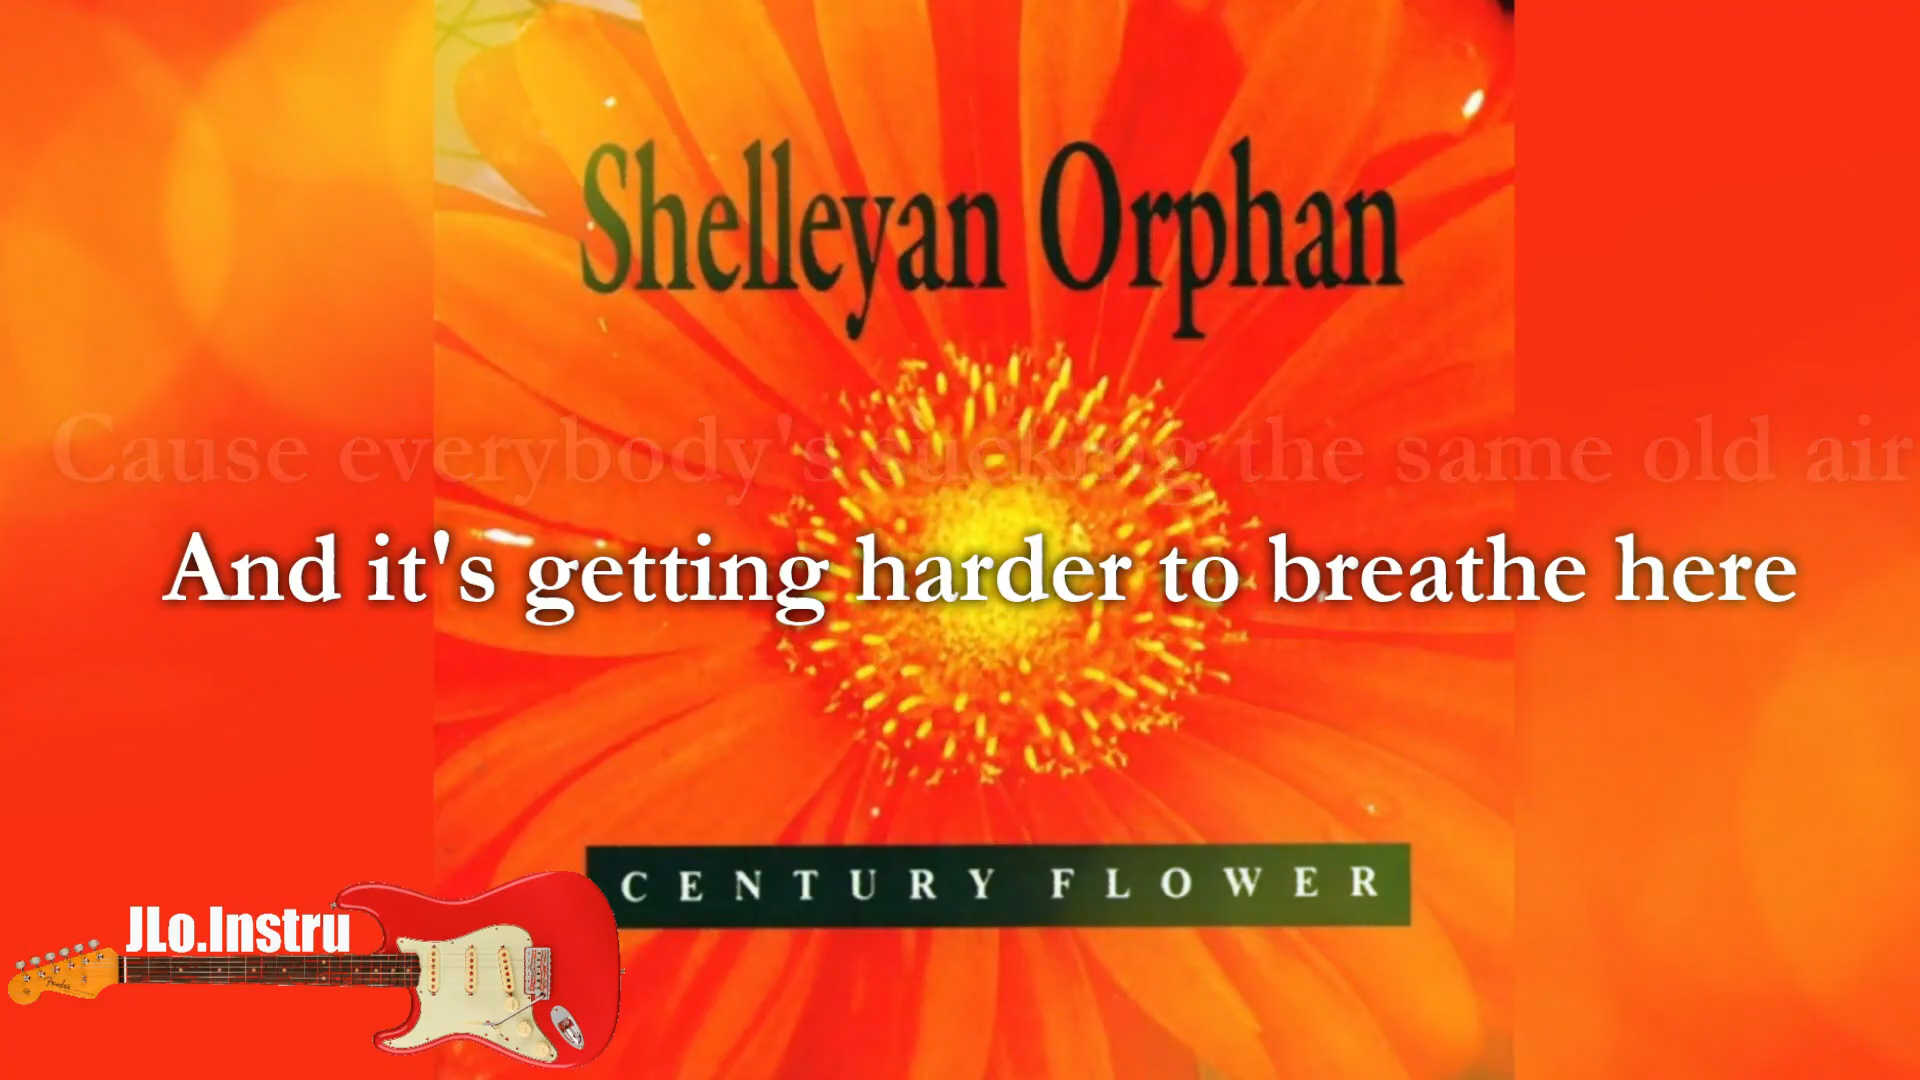 Shelleyan Orphan
Cause everybody's sucking the same old air
And it's getting harder to breathe here
CENTURY FLOWER
JLo.Instru
Fender